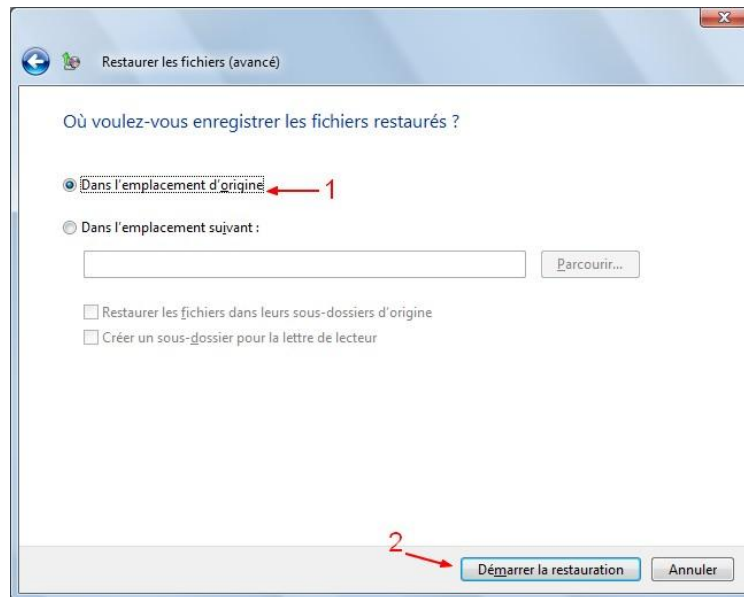 Restaurer les fichiers (avancé)
Où voulez-vous enregistrer les fichiers restaurés ?
Dans l'emplacement d'origine
1
Dans l'emplacement suivant :
Parcourir...
Restaurer les fichiers dans leurs sous-dossiers d'origine
Créer un sous-dossier pour la lettre de lecteur
2
Démarrer la restauration
Annuler